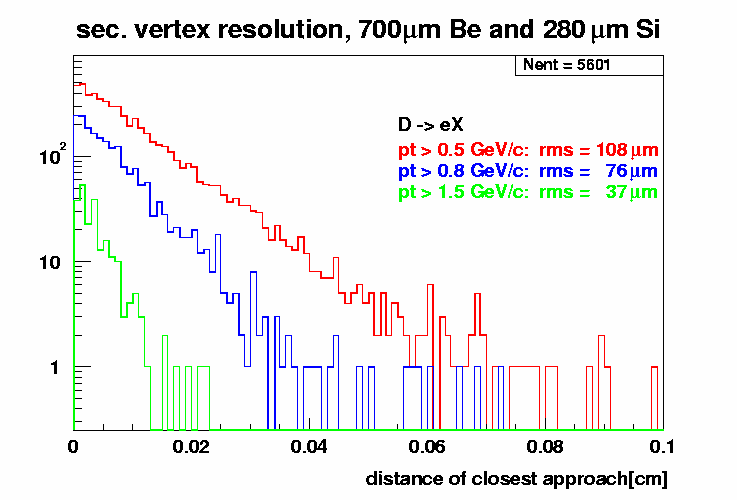 sec. vertex resolution, 700μm Be and 280 μm Si
Nent = 5601
D -> eX
pt > 0.5 GeV/c: rms = 108 μm
pt > 0.8 GeV/c: rms = 76 μm
pt > 1.5 GeV/c: rms = 37 μm
10²
10
1
0 0.02 0.04 0.06 0.08 0.1
distance of closest approach[cm]